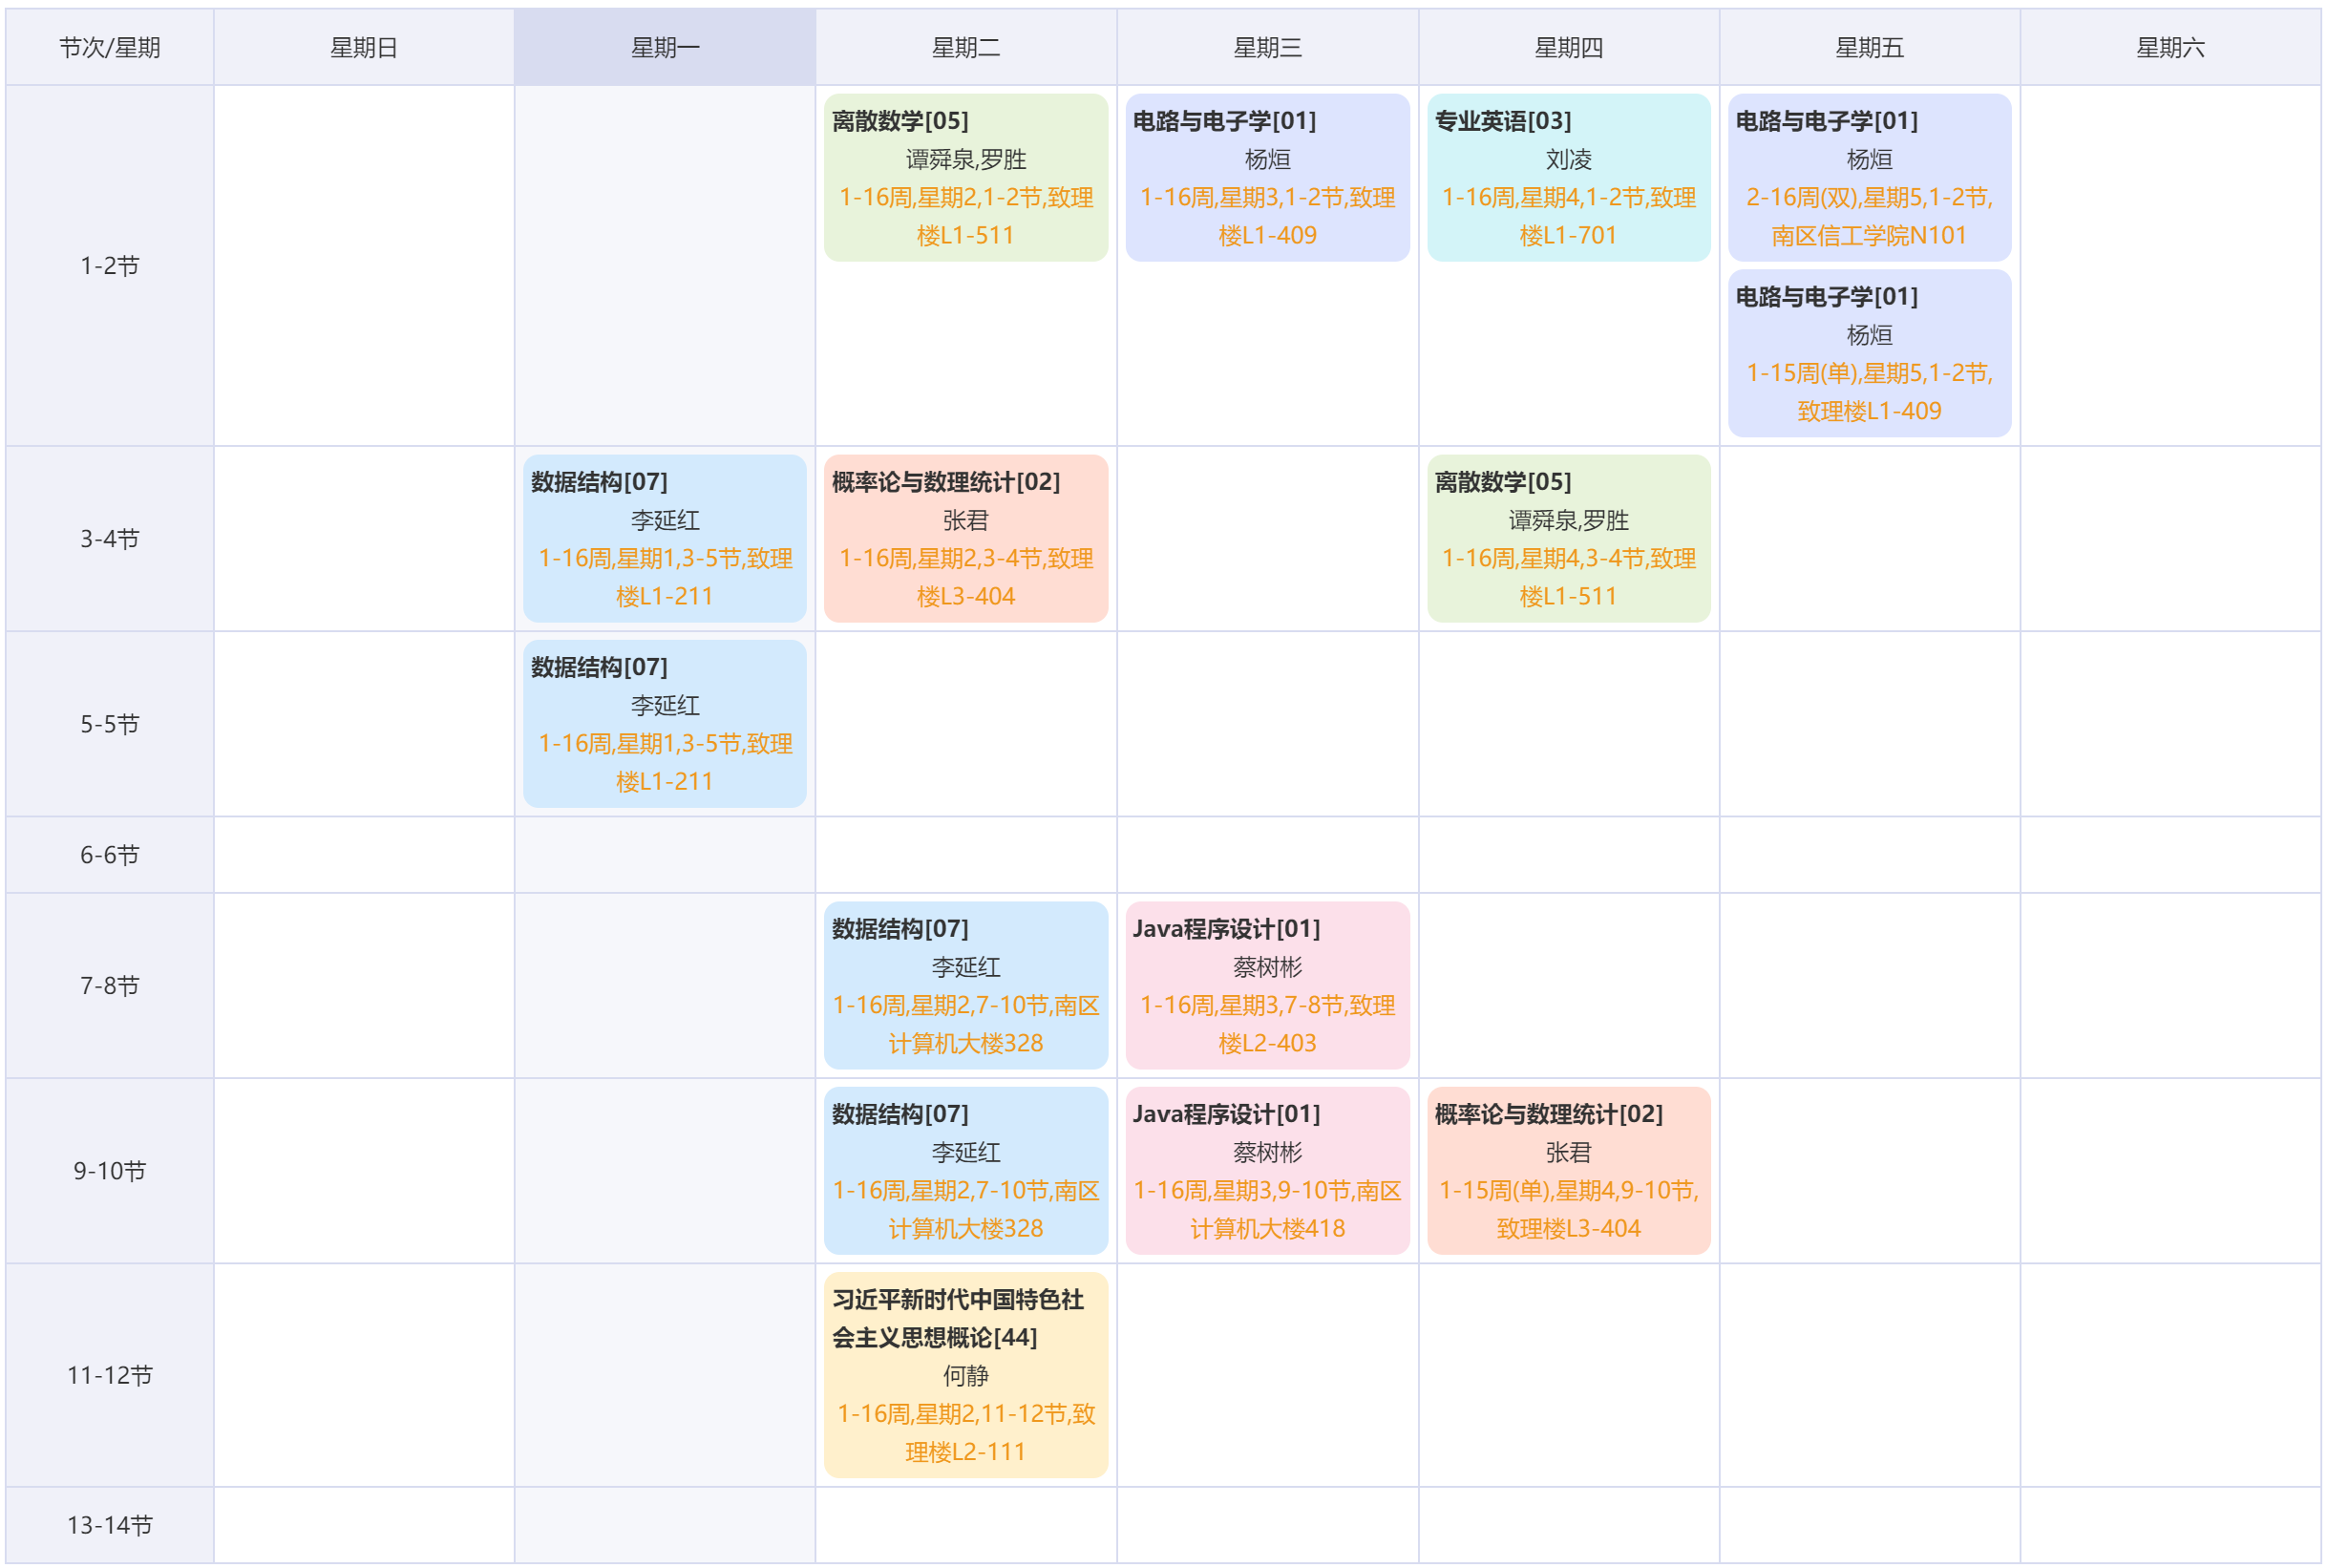 节次/星期
星期日
星期一
星期二
星期三
星期四
星期五
星期六
1-2节
离散数学[05]
谭舜泉,罗胜
1-16周,星期2,1-2节,致理
楼L1-511
电路与电子学[01]
杨烜
1-16周,星期3,1-2节,致理
楼L1-409
专业英语[03]
刘凌
1-16周,星期4,1-2节,致理
楼L1-701
电路与电子学[01]
杨烜
2-16周(双),星期5,1-2节,
南区信工学院N101
电路与电子学[01]
杨烜
1-15周(单),星期5,1-2节,
致理楼L1-409
3-4节
数据结构[07]
李延红
1-16周,星期1,3-5节,致理
楼L1-211
概率论与数理统计[02]
张君
1-16周,星期2,3-4节,致理
楼L3-404
离散数学[05]
谭舜泉,罗胜
1-16周,星期4,3-4节,致理
楼L1-511
5-5节
数据结构[07]
李延红
1-16周,星期1,3-5节,致理
楼L1-211
6-6节
7-8节
数据结构[07]
李延红
1-16周,星期2,7-10节,南区
计算机大楼328
Java程序设计[01]
蔡树彬
1-16周,星期3,7-8节,致理
楼L2-403
9-10节
数据结构[07]
李延红
1-16周,星期2,7-10节,南区
计算机大楼328
Java程序设计[01]
蔡树彬
1-16周,星期3,9-10节,南区
计算机大楼418
概率论与数理统计[02]
张君
1-15周(单),星期4,9-10节,
致理楼L3-404
11-12节
习近平新时代中国特色社
会主义思想概论[44]
何静
1-16周,星期2,11-12节,致
理楼L2-111
13-14节